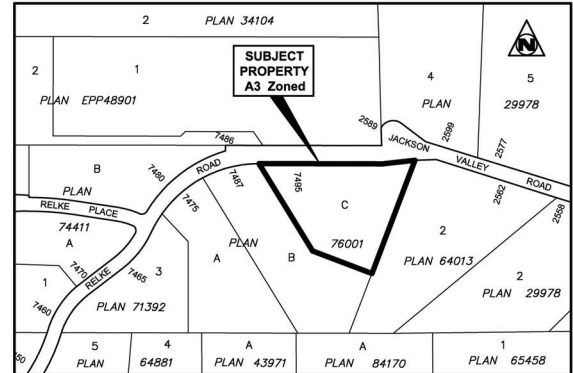 2 PLAN 34104
N
SUBJECT
PROPERTY
A3 Zoned
2
1
PLAN EPP48901
4
PLAN
5
29978
2589
2599
2577
JACKSON
VALLEY
ROAD
7486
B
PLAN
7480
ROAD
7487
7495
2562
2558
RELKE PLACE
74411
A
7475
PLAN
C
76001
A
B
2
PLAN 64013
2
PLAN 29978
7470
RELKE
7465
3
PLAN 71392
1
7460
50
5
PLAN
4
64881
A
PLAN 43971
A
PLAN 84170
1
PLAN 65458